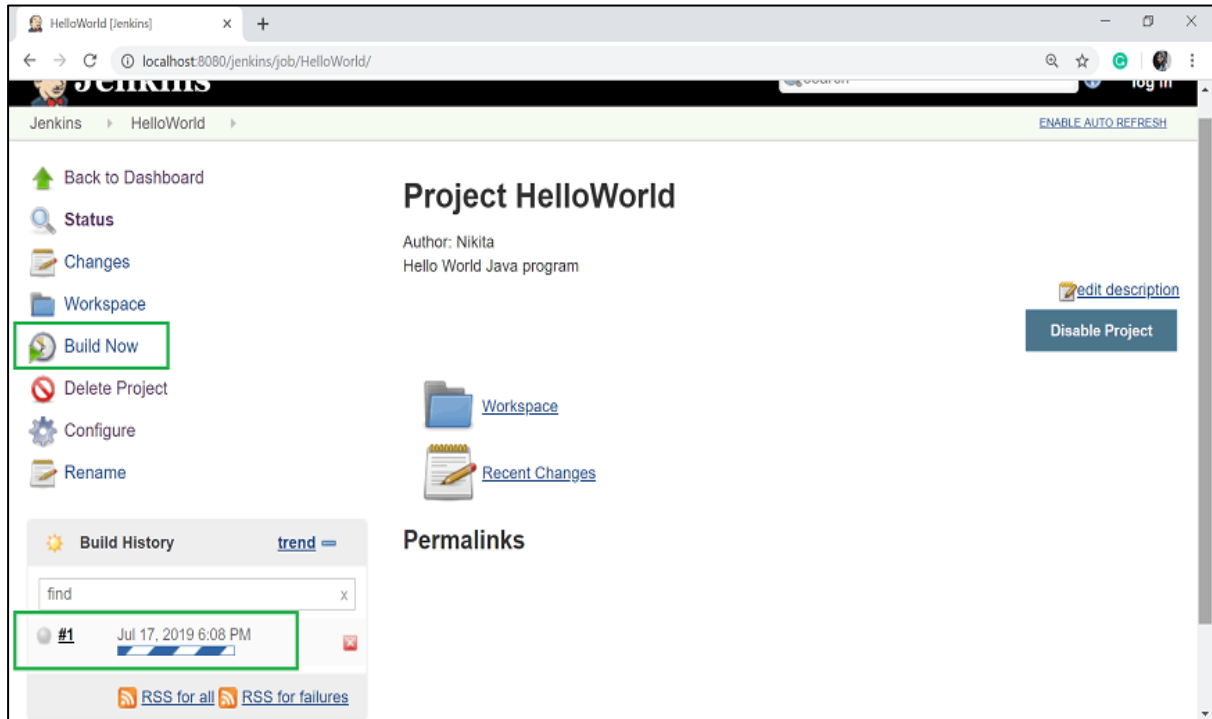 HelloWorld [Jenkins]
localhost:8080/jenkins/job/HelloWorld/
Jenkins
search
log in
Jenkins HelloWorld
ENABLE AUTO REFRESH
Back to Dashboard
Status
Changes
Workspace
Build Now
Delete Project
Configure
Rename
Project HelloWorld
Author: Nikita
Hello World Java program
edit description
Disable Project
Workspace
Recent Changes
Permalinks
Build History trend
find x
#1 Jul 17, 2019 6:08 PM
RSS for all RSS for failures